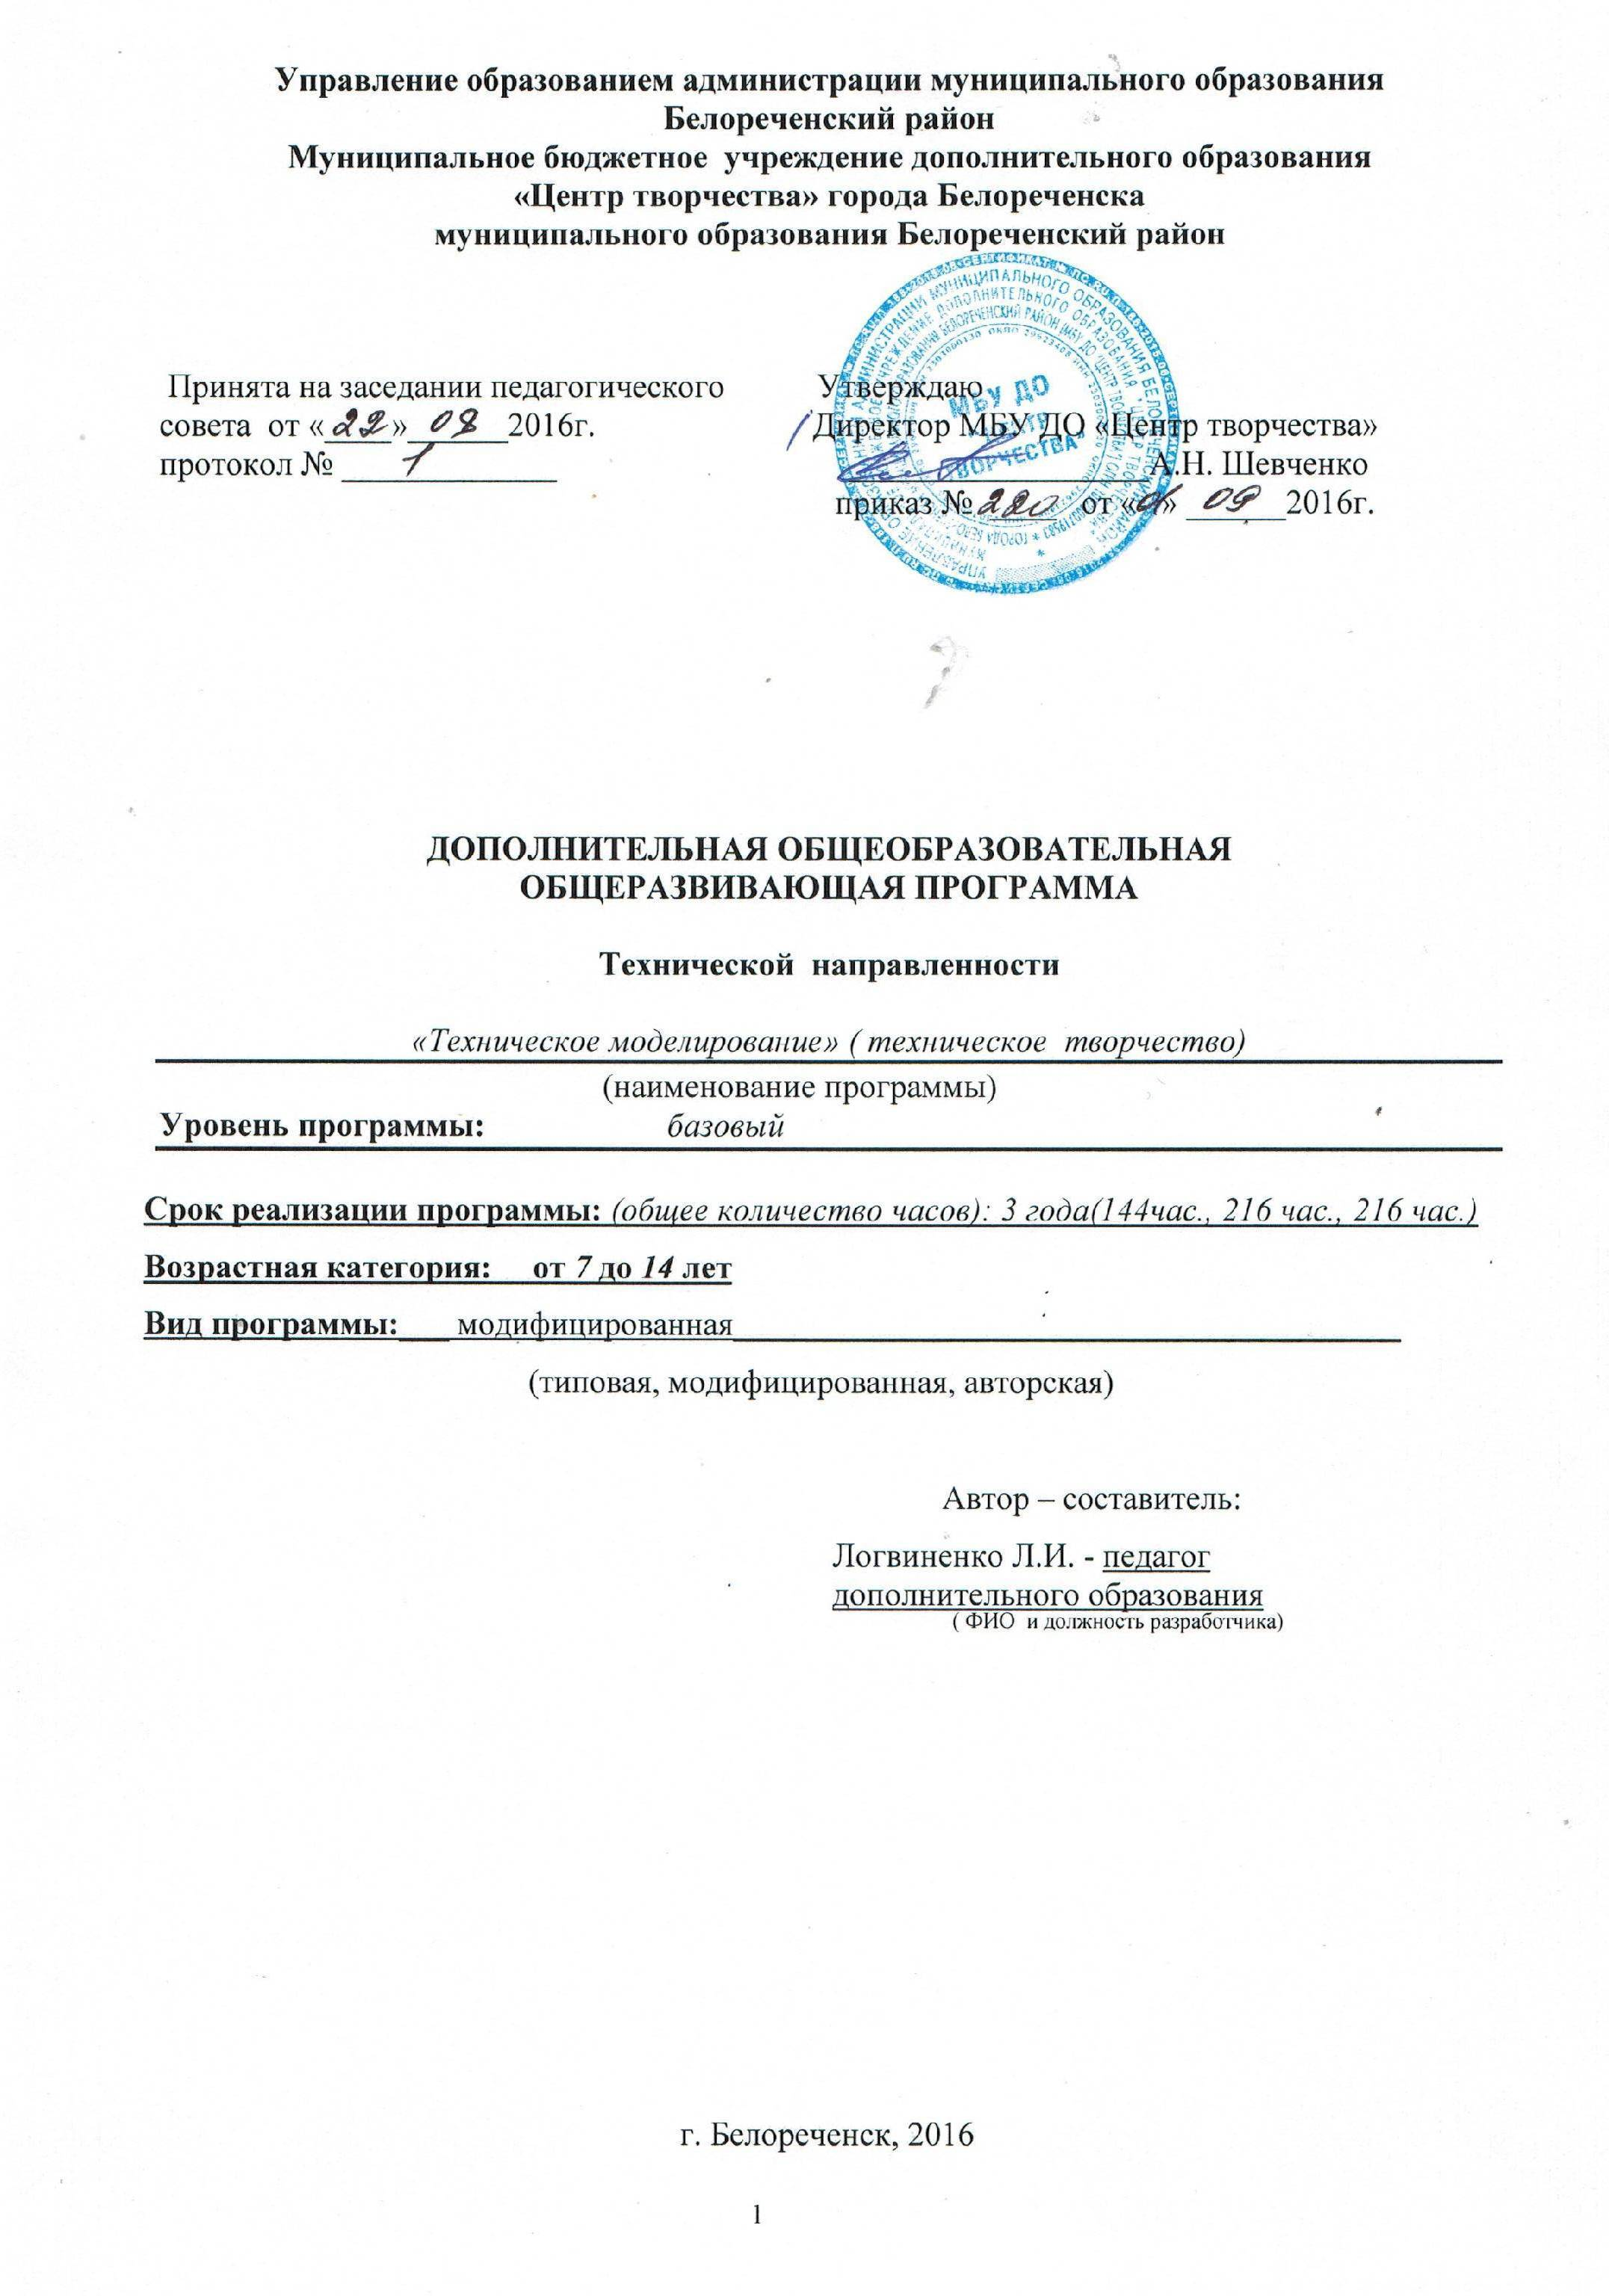 Управление образованием администрации муниципального образования
Белореченский район
Муниципальное бюджетное учреждение дополнительного образования
«Центр творчества» города Белореченска
муниципального образования Белореченский район
Принята на заседании педагогического
совета от «22» 08 2016г.
протокол № 1
Утверждаю
Директор МБУ ДО «Центр творчества»
А.Н. Шевченко
приказ № 220 от «01» 09 2016г.
МБУ ДО
"ЦЕНТР
ТВОРЧЕСТВА"
ДОПОЛНИТЕЛЬНАЯ ОБЩЕОБРАЗОВАТЕЛЬНАЯ
ОБЩЕРАЗВИВАЮЩАЯ ПРОГРАММА
Технической направленности
«Техническое моделирование» ( техническое творчество)
(наименование программы)
Уровень программы: базовый
Срок реализации программы: (общее количество часов): 3 года(144час., 216 час., 216 час.)
Возрастная категория: от 7 до 14 лет
Вид программы: модифицированная
(типовая, модифицированная, авторская)
Автор – составитель:
Логвиненко Л.И. - педагог
дополнительного образования
( ФИО и должность разработчика)
г. Белореченск, 2016
1